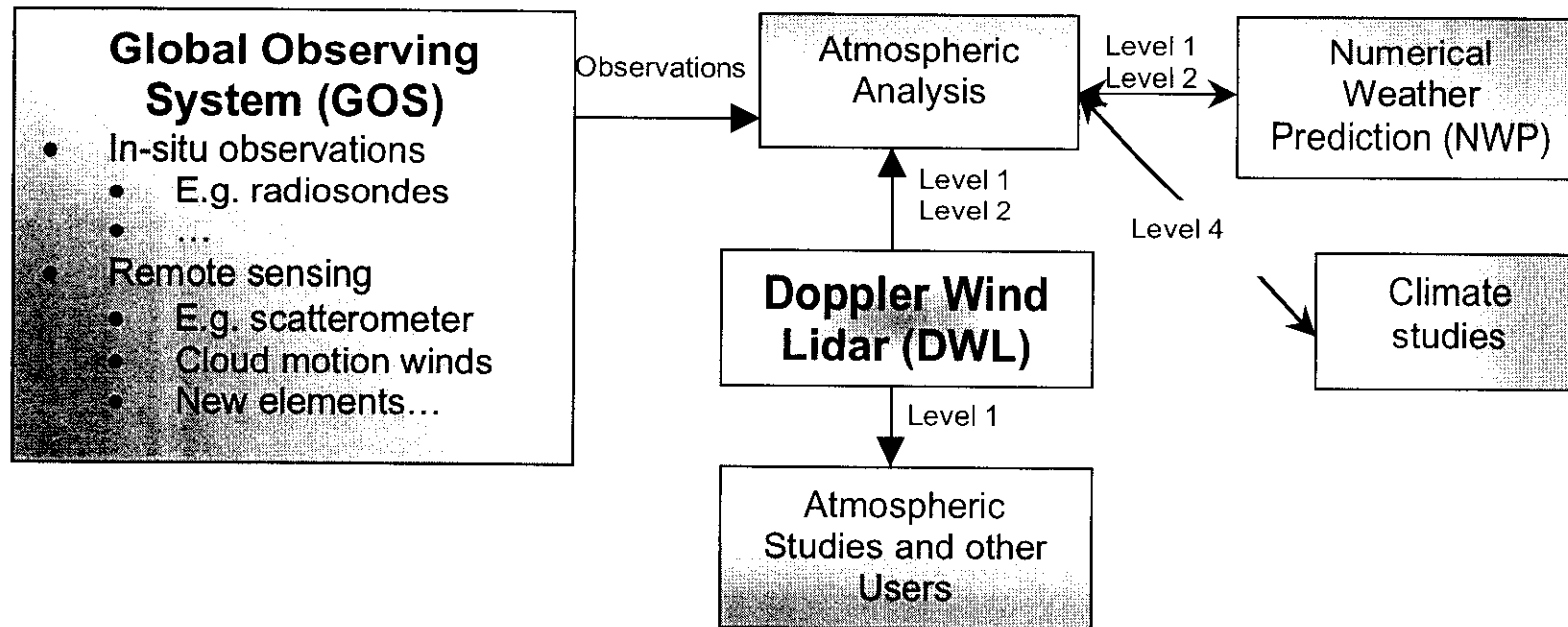 Global Observing
System (GOS)
• In-situ observations
• E.g. radiosondes
• ...
• Remote sensing
• E.g. scatterometer
• Cloud motion winds
• New elements...
Observations
Atmospheric
Analysis
Level 1
Level 2
Numerical
Weather
Prediction (NWP)
Level 1
Level 2
Level 4
Doppler Wind
Lidar (DWL)
Climate
studies
Level 1
Atmospheric
Studies and other
Users